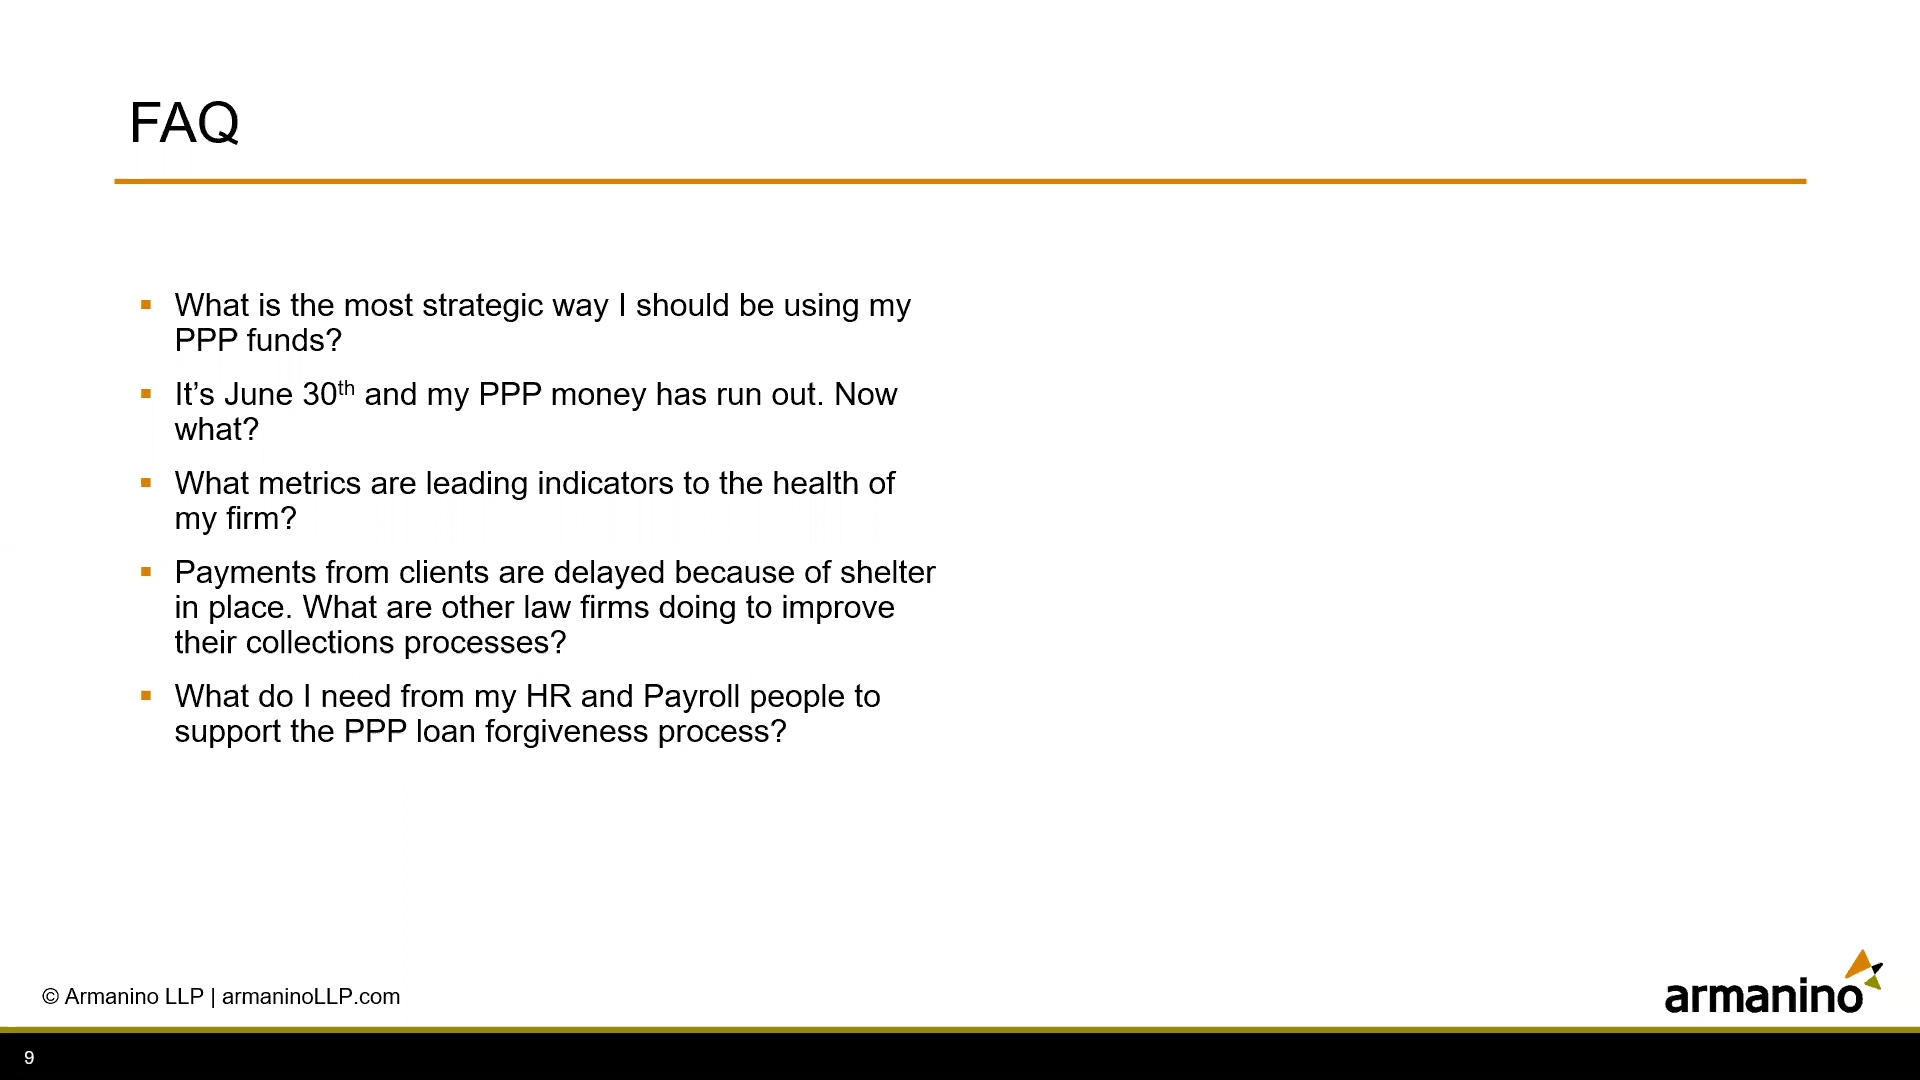 FAQ
▪ What is the most strategic way I should be using my
PPP funds?
▪ It’s June 30th and my PPP money has run out. Now
what?
▪ What metrics are leading indicators to the health of
my firm?
▪ Payments from clients are delayed because of shelter
in place. What are other law firms doing to improve
their collections processes?
▪ What do I need from my HR and Payroll people to
support the PPP loan forgiveness process?
© Armanino LLP | armaninoLLP.com
armanino
9